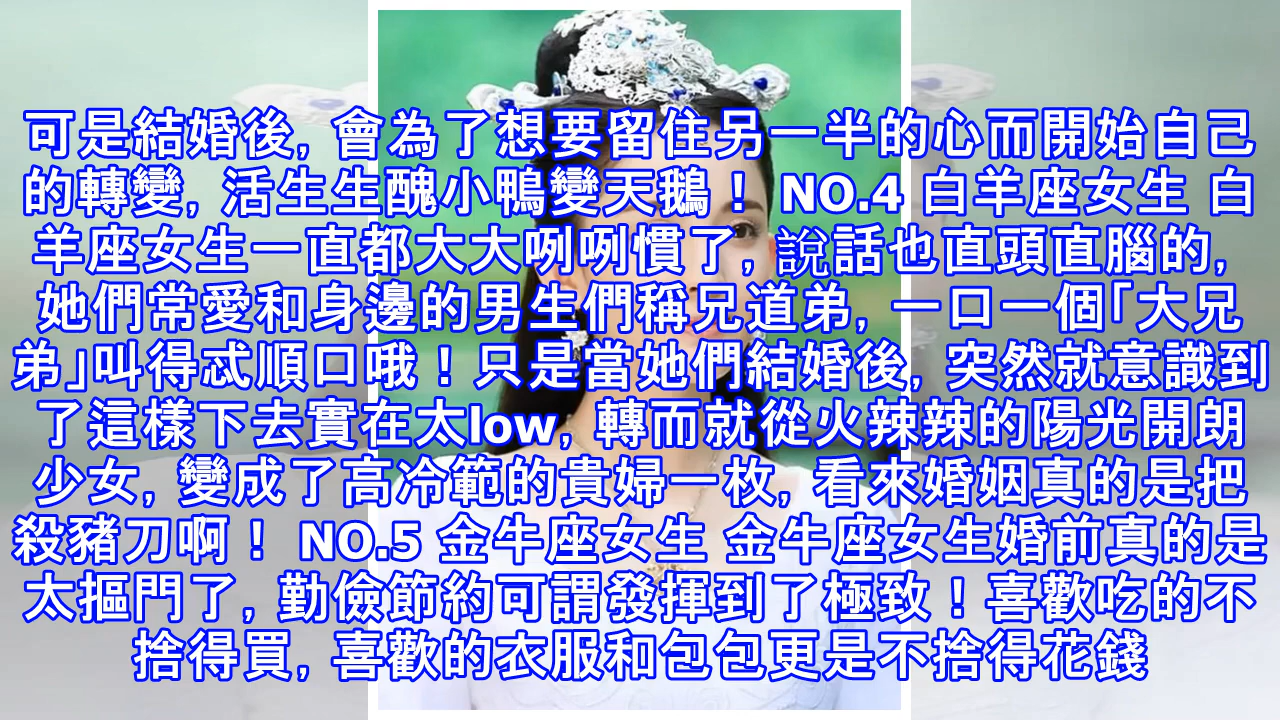 可是結婚後, 會為了想要留住另一半的心而開始自己
的轉變, 活生生醜小鴨變天鵝！ NO.4 白羊座女生 白
羊座女生一直都大大咧咧慣了, 說話也直頭直腦的,
她們常愛和身邊的男生們稱兄道弟, 一口一個「大兄
弟」叫得忒順口哦！只是當她們結婚後, 突然就意識到
了這樣下去實在太low, 轉而就從火辣辣的陽光開朗
少女, 變成了高冷範的貴婦一枚, 看來婚姻真的是把
殺豬刀啊！ NO.5 金牛座女生 金牛座女生婚前真的是
太摳門了, 勤儉節約可謂發揮到了極致！喜歡吃的不
捨得買, 喜歡的衣服和包包更是不捨得花錢